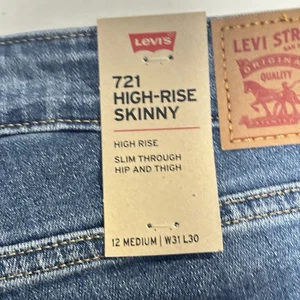 Levi's
721
HIGH-RISE
SKINNY
HIGH RISE
SLIM THROUGH
HIP AND THIGH
12 MEDIUM | W31 L30
LEVI STR
ORIGINAL
QUALITY